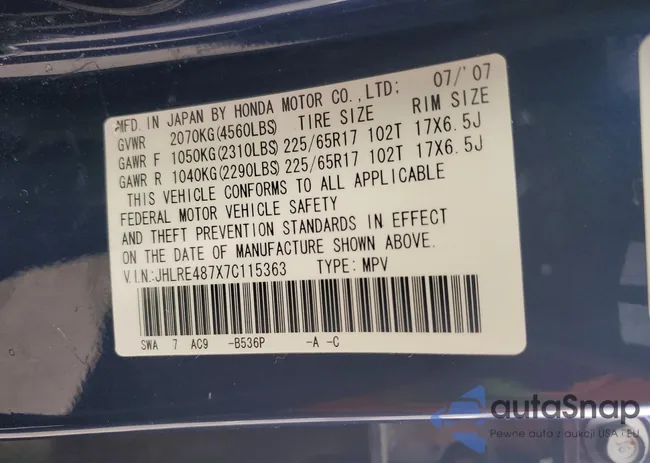 MFD. IN JAPAN BY HONDA MOTOR CO., LTD: 07/'07
GVWR 2070KG(4560LBS) TIRE SIZE RIM SIZE
GAWR F 1050KG(2310LBS) 225/65R17 102T 17X6.5J
GAWR R 1040KG(2290LBS) 225/65R17 102T 17X6.5J
THIS VEHICLE CONFORMS TO ALL APPLICABLE
FEDERAL MOTOR VEHICLE SAFETY
AND THEFT PREVENTION STANDARDS IN EFFECT
ON THE DATE OF MANUFACTURE SHOWN ABOVE.
V.I.N:JHLRE487X7C115363 TYPE: MPV
SWA 7 AC9 -B536P -A -C
autoSnap
Pewne auta z aukcji USA i EU